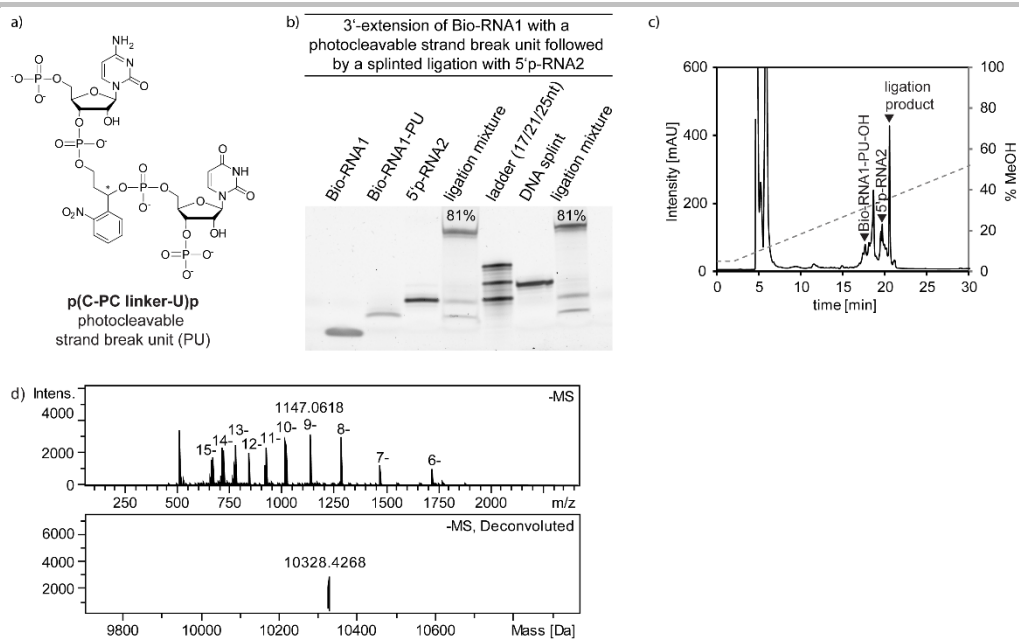 a)
NH₂
N
N
O
O
O⁻
P
O
O⁻
O
O
OH
O
O=P-O⁻
O
*
O
O
P
O
O⁻
O
NO₂
O
NH
N
O
O
OH
O
O=P-O⁻
O⁻
p(C-PC linker-U)p
photocleavable
strand break unit (PU)
b)
3'-extension of Bio-RNA1 with a
photocleavable strand break unit followed
by a splinted ligation with 5'p-RNA2
Bio-RNA1
Bio-RNA1-PU
5'p-RNA2
ligation mixture
ladder (17/21/25nt)
DNA splint
ligation mixture
81%
81%
c)
600
400
200
0
Intensity [mAU]
Bio-RNA1-PU-OH
5'p-RNA2
ligation
product
100
80
60
40
20
0
% MeOH
0
5
10
15
20
25
30
time [min]
d)
Intens.
4000
2000
0
-MS
1147.0618
15-
14-
13-
12-
11-
10-
9-
8-
7-
6-
250
500
750
1000
1250
1500
1750
2000
m/z
-MS, Deconvoluted
6000
4000
2000
10328.4268
9800
10000
10200
10400
10600
Mass [Da]